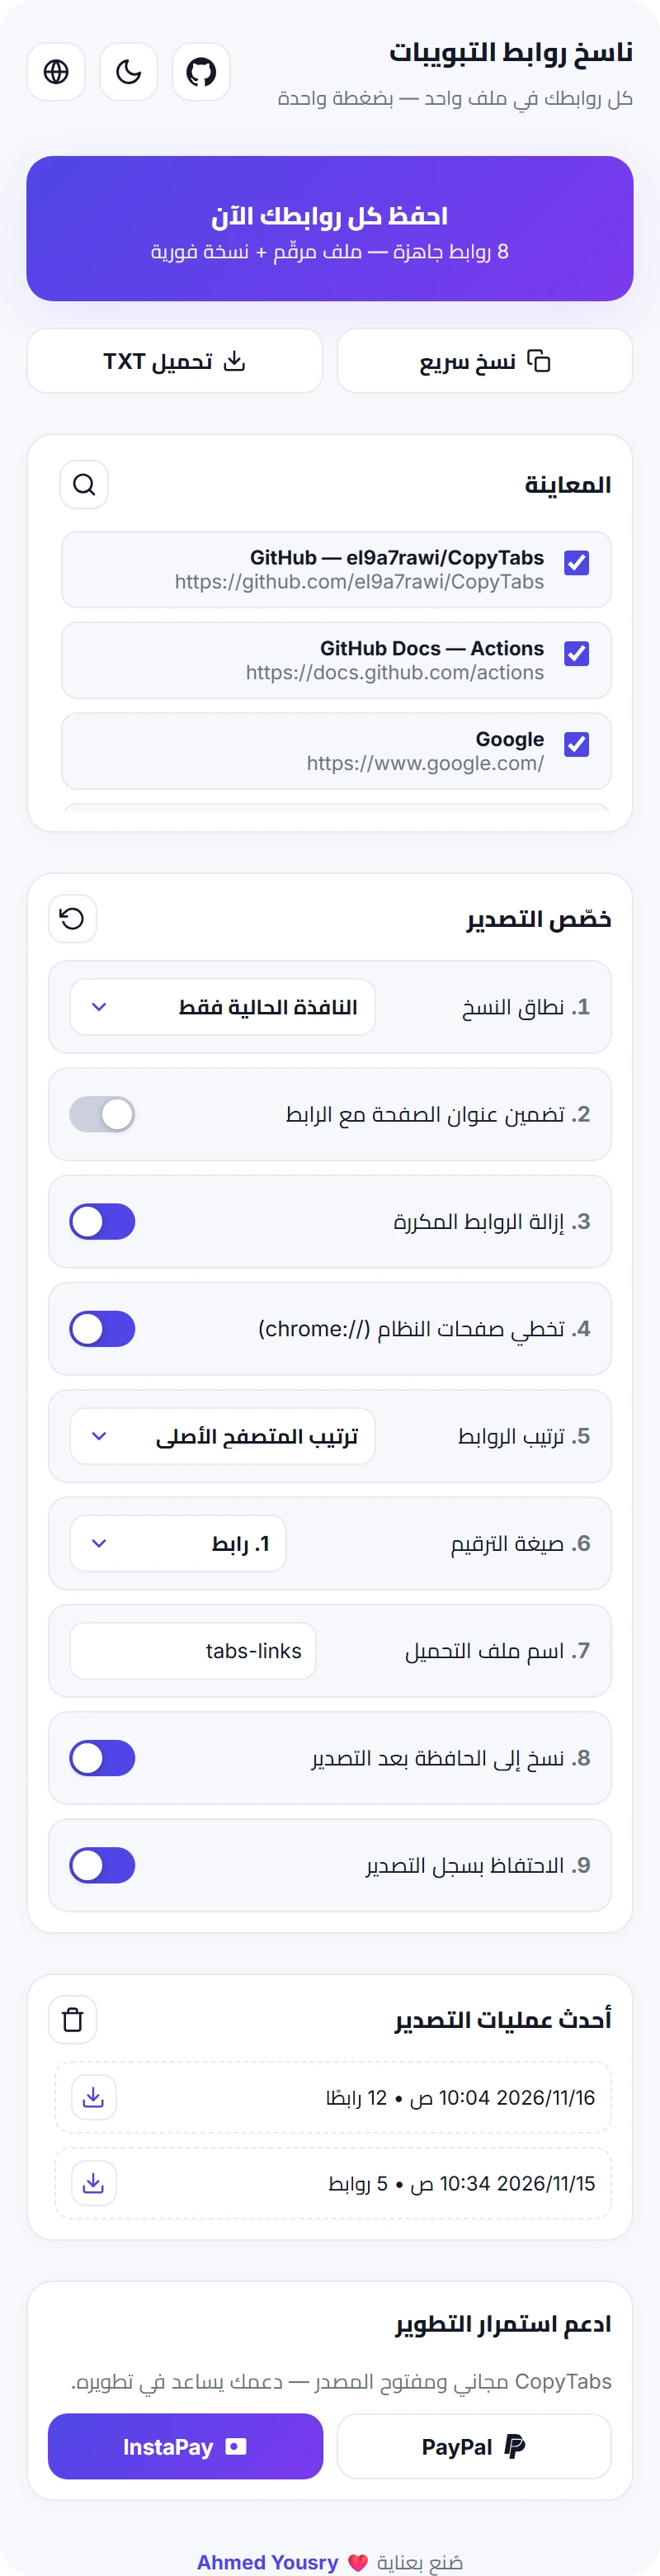 ناسخ روابط التبويبات
كل روابطك في ملف واحد — بضغطة واحدة
احفظ كل روابطك الآن
8 روابط جاهزة — ملف مرقّم + نسخة فورية
نسخ سريع
تحميل TXT
المعاينة
GitHub — el9a7rawi/CopyTabs
https://github.com/el9a7rawi/CopyTabs
GitHub Docs — Actions
https://docs.github.com/actions
Google
https://www.google.com/
خصّص التصدير
1. نطاق النسخ
النافذة الحالية فقط
2. تضمين عنوان الصفحة مع الرابط
3. إزالة الروابط المكررة
4. تخطي صفحات النظام (chrome://)
5. ترتيب الروابط
ترتيب المتصفح الأصلي
6. صيغة الترقيم
1. رابط
7. اسم ملف التحميل
tabs-links
8. نسخ إلى الحافظة بعد التصدير
9. الاحتفاظ بسجل التصدير
أحدث عمليات التصدير
2026/11/16 10:04 ص • 12 رابطًا
2026/11/15 10:34 ص • 5 روابط
ادعم استمرار التطوير
CopyTabs مجاني ومفتوح المصدر — دعمك يساعد في تطويره.
PayPal
InstaPay
صُنع بعناية ❤️ Ahmed Yousry